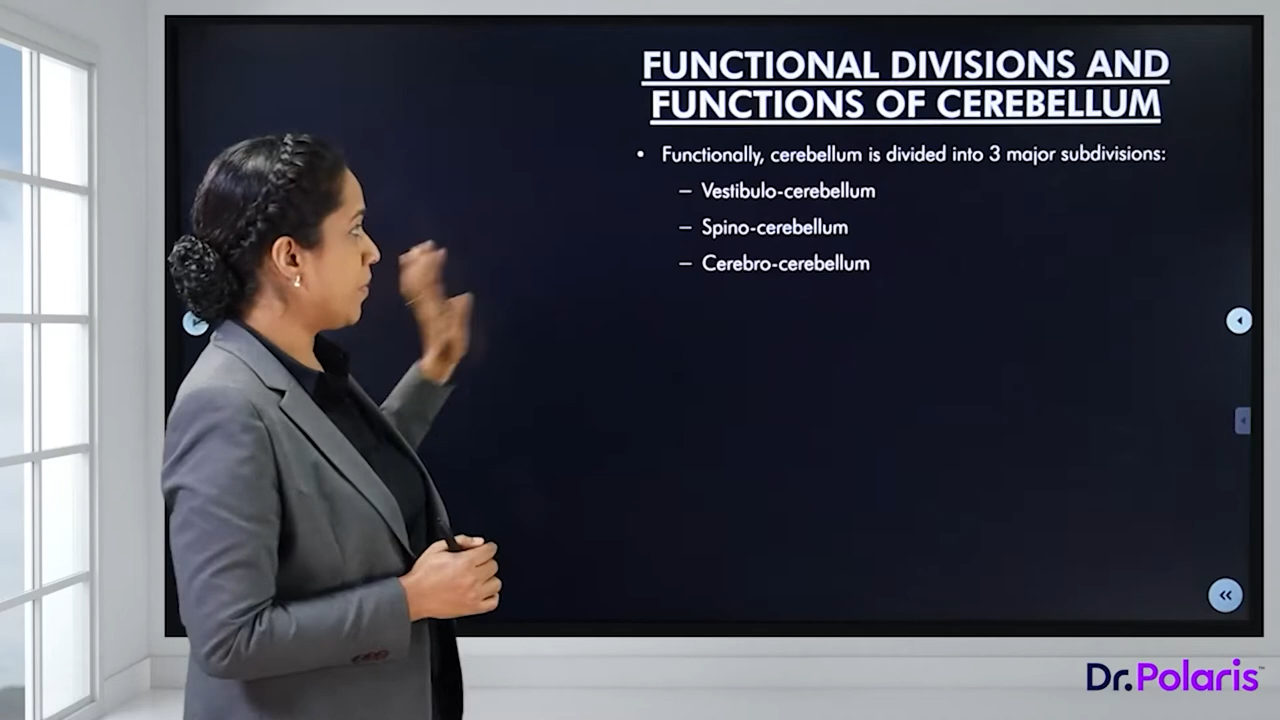 FUNCTIONAL DIVISIONS AND
FUNCTIONS OF CEREBELLUM
• Functionally, cerebellum is divided into 3 major subdivisions:
– Vestibulo-cerebellum
– Spino-cerebellum
– Cerebro-cerebellum
Dr.Polaris™